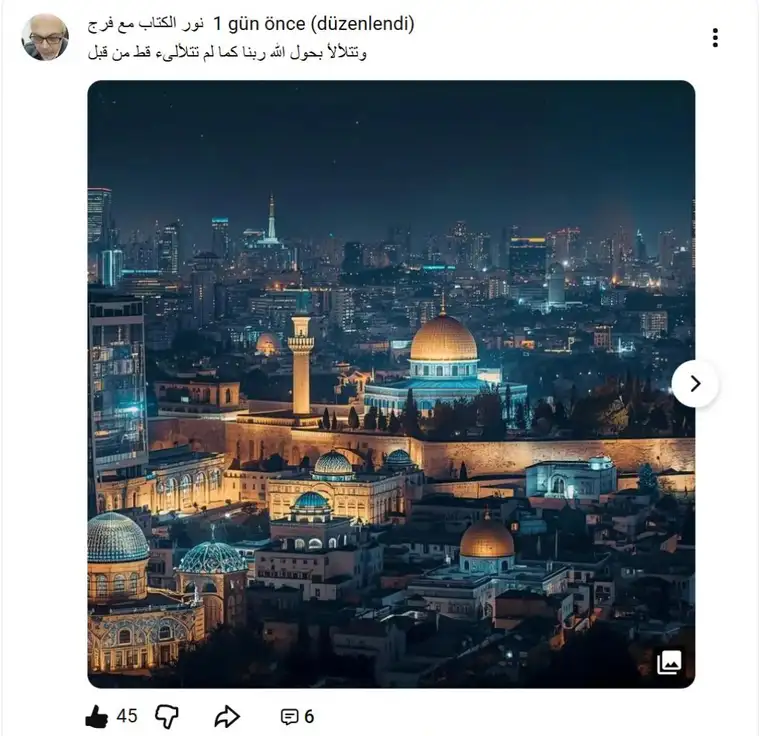 نور الكتاب مع فرج 1 gün önce (düzenlendi)
وتتلألأ بحول الله ربنا كما لم تتلألىء قط من قبل
45
6